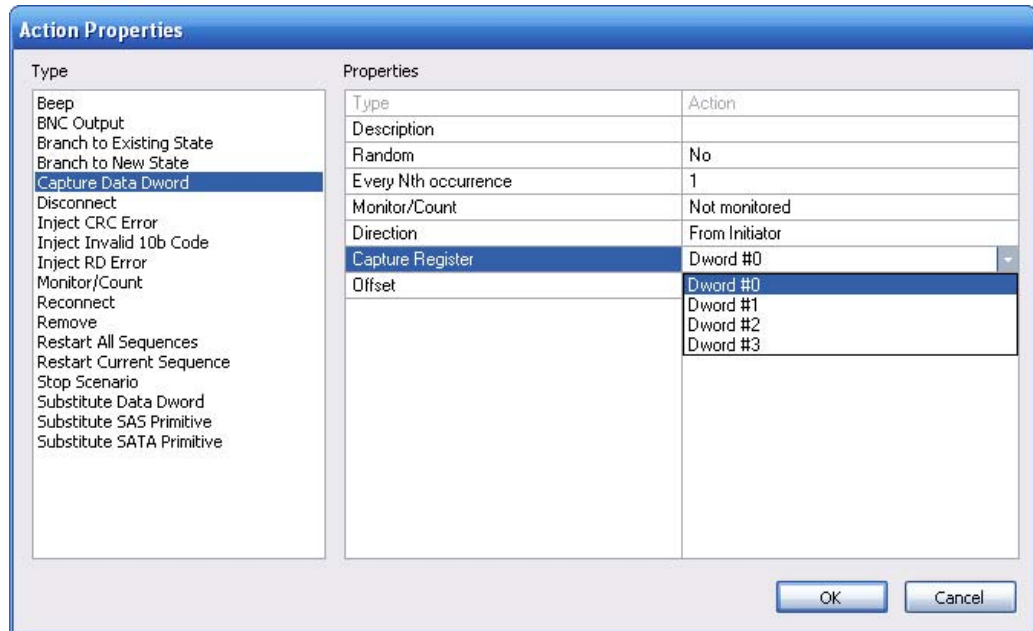 Action Properties
Type
Properties
Beep
BNC Output
Branch to Existing State
Branch to New State
Capture Data Dword
Disconnect
Inject CRC Error
Inject Invalid 10b Code
Inject RD Error
Monitor/Count
Reconnect
Remove
Restart All Sequences
Restart Current Sequence
Stop Scenario
Substitute Data Dword
Substitute SAS Primitive
Substitute SATA Primitive
Type Action
Description
Random No
Every Nth occurrence 1
Monitor/Count Not monitored
Direction From Initiator
Capture Register Dword #0
Offset
Dword #0
Dword #1
Dword #2
Dword #3
OK
Cancel